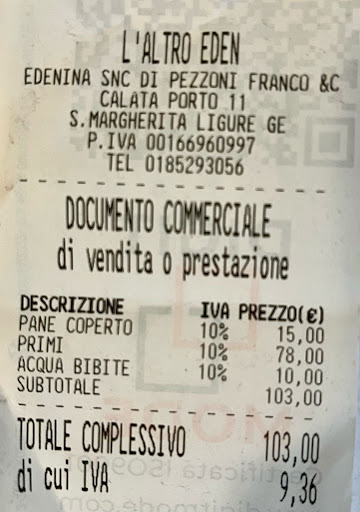 L'ALTRO EDEN
EDENINA SNC DI PEZZONI FRANCO &C
CALATA PORTO 11
S.MARGHERITA LIGURE GE
P.IVA 00166960997
TEL 0185293056
DOCUMENTO COMMERCIALE
di vendita o prestazione
DESCRIZIONE IVA PREZZO(€)
PANE COPERTO 10% 15,00
PRIMI 10% 78,00
ACQUA BIBITE 10% 10,00
SUBTOTALE 103,00
TOTALE COMPLESSIVO 103,00
di cui IVA 9,36